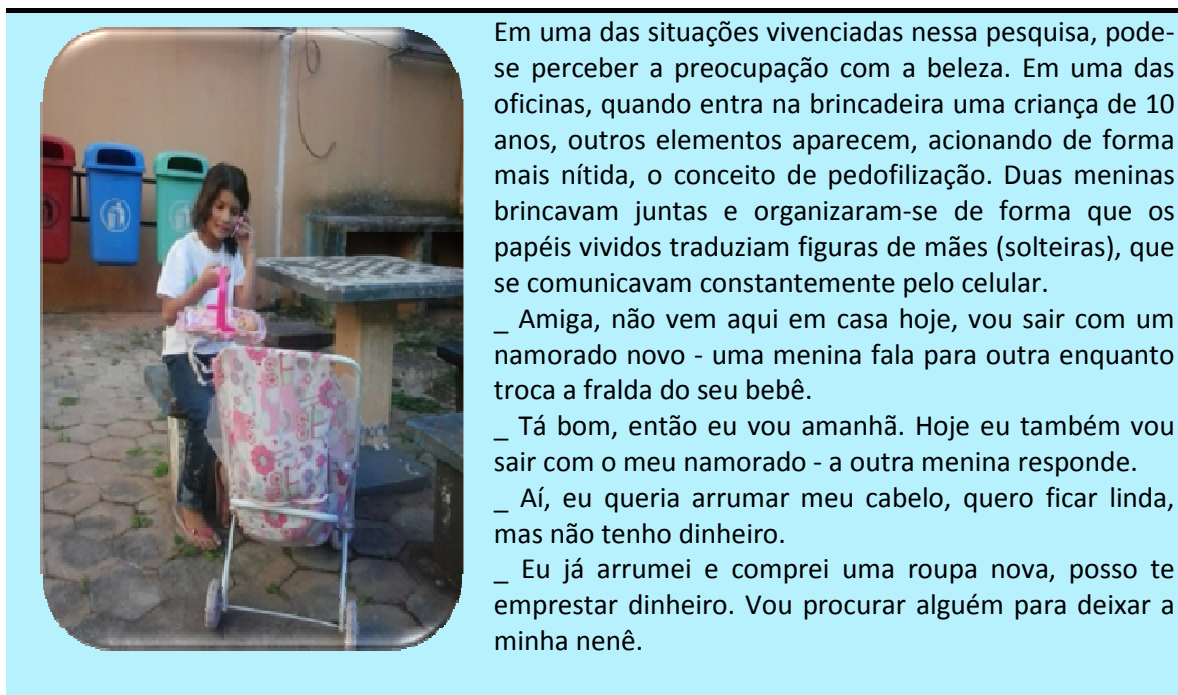 Em uma das situações vivenciadas nessa pesquisa, pode-
se perceber a preocupação com a beleza. Em uma das
oficinas, quando entra na brincadeira uma criança de 10
anos, outros elementos aparecem, acionando de forma
mais nítida, o conceito de pedofilização. Duas meninas
brincavam juntas e organizaram-se de forma que os
papéis vividos traduziam figuras de mães (solteiras), que
se comunicavam constantemente pelo celular.
_ Amiga, não vem aqui em casa hoje, vou sair com um
namorado novo - uma menina fala para outra enquanto
troca a fralda do seu bebê.
_ Tá bom, então eu vou amanhã. Hoje eu também vou
sair com o meu namorado - a outra menina responde.
_ Aí, eu queria arrumar meu cabelo, quero ficar linda,
mas não tenho dinheiro.
_ Eu já arrumei e comprei uma roupa nova, posso te
emprestar dinheiro. Vou procurar alguém para deixar a
minha nenê.